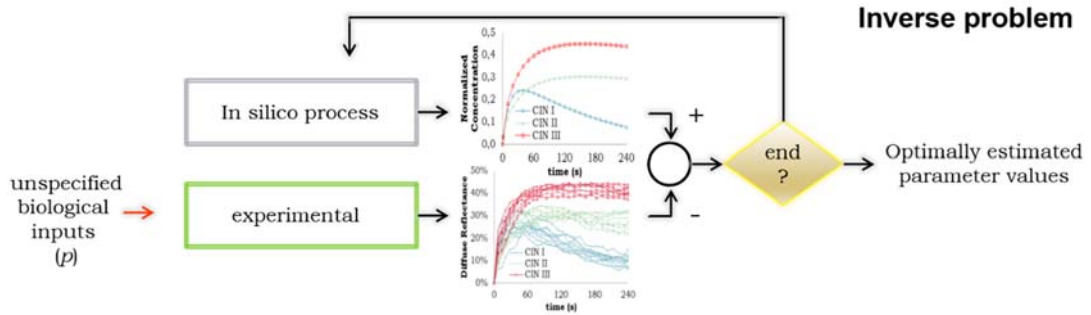 Inverse problem
In silico process
Normalized
Concentration
0,5
0,4
0,3
0,2
0,1
0,0
CIN I
CIN II
CIN III
0 60 120 180 240
time (s)
+
end
?
Optimally estimated
parameter values
unspecified
biological
inputs
(p)
experimental
Diffuse Reflectance
50%
40%
30%
20%
10%
0%
CIN I
CIN II
CIN III
0 60 120 180 240
time (s)
-